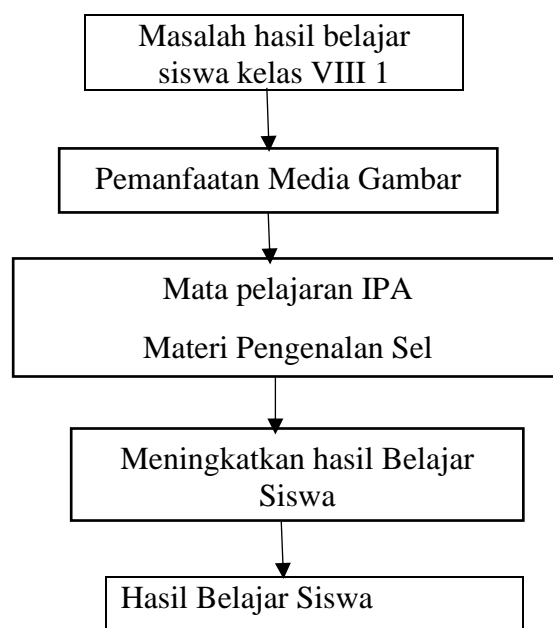 Masalah hasil belajar
siswa kelas VIII 1
Pemanfaatan Media Gambar
Mata pelajaran IPA
Materi Pengenalan Sel
Meningkatkan hasil Belajar
Siswa
Hasil Belajar Siswa